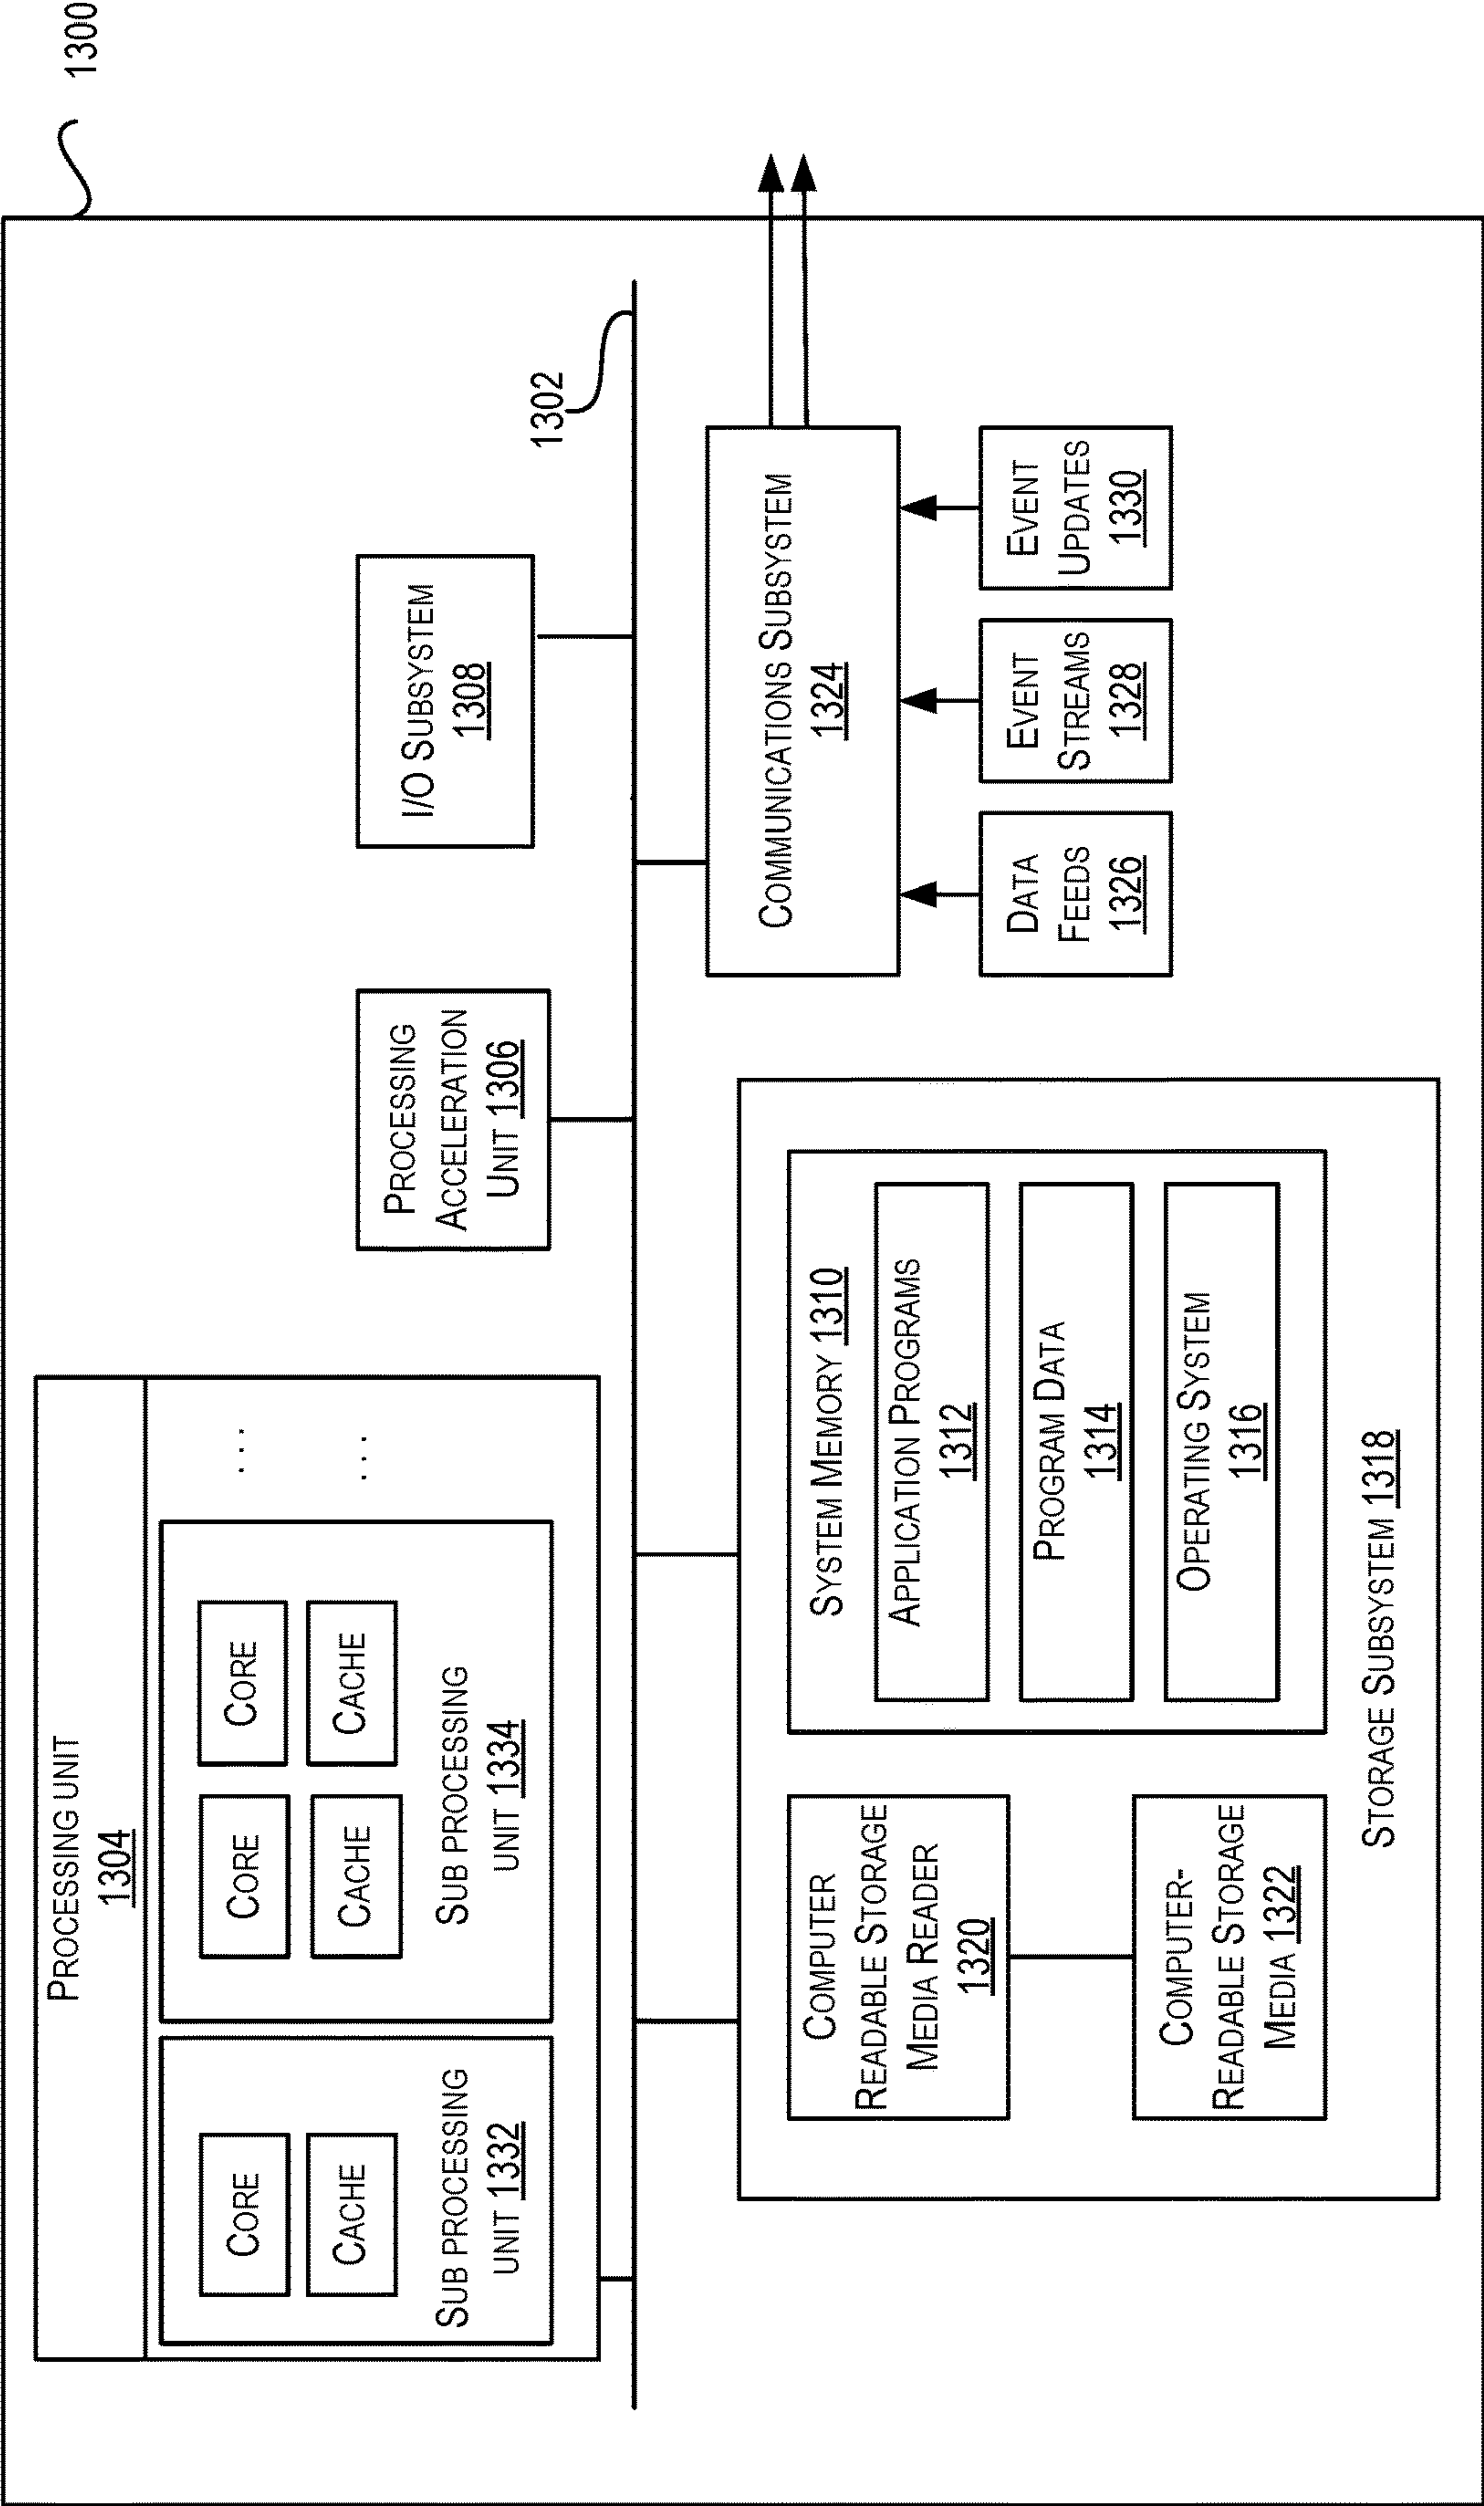 1300
PROCESSING UNIT
1304
CORE
CACHE
SUB PROCESSING
UNIT 1332
CORE
CORE
CACHE
CACHE
SUB PROCESSING
UNIT 1334
. . .
. . .
PROCESSING
ACCELERATION
UNIT 1306
I/O SUBSYSTEM
1308
1302
COMPUTER
READABLE STORAGE
MEDIA READER
1320
COMPUTER-
READABLE STORAGE
MEDIA 1322
SYSTEM MEMORY 1310
APPLICATION PROGRAMS
1312
PROGRAM DATA
1314
OPERATING SYSTEM
1316
STORAGE SUBSYSTEM 1318
COMMUNICATIONS SUBSYSTEM
1324
DATA
FEEDS
1326
EVENT
STREAMS
1328
EVENT
UPDATES
1330